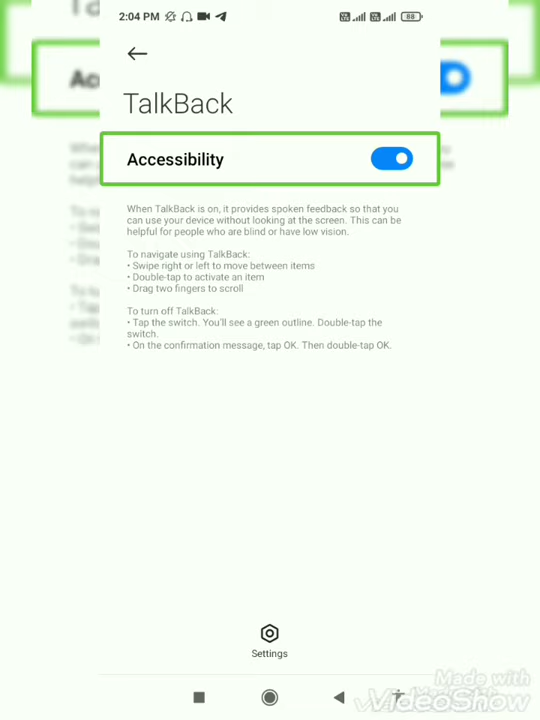 2:04 PM
88
TalkBack
Accessibility
When TalkBack is on, it provides spoken feedback so that you
can use your device without looking at the screen. This can be
helpful for people who are blind or have low vision.
To navigate using TalkBack:
• Swipe right or left to move between items
• Double-tap to activate an item
• Drag two fingers to scroll
To turn off TalkBack:
• Tap the switch. You'll see a green outline. Double-tap the
switch.
• On the confirmation message, tap OK. Then double-tap OK.
Settings
Made with
VideoShow